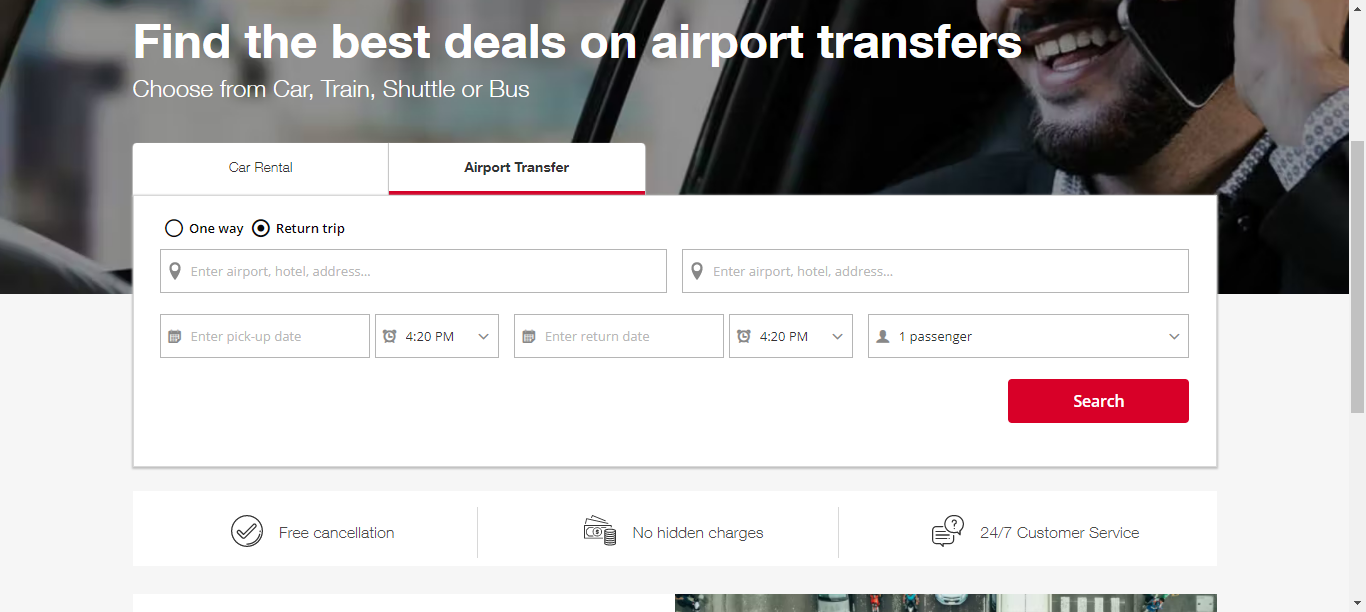 Find the best deals on airport transfers
Choose from Car, Train, Shuttle or Bus
Car Rental
Airport Transfer
One way
Return trip
Enter airport, hotel, address...
Enter airport, hotel, address...
Enter pick-up date
4:20 PM
Enter return date
4:20 PM
1 passenger
Search
Free cancellation
No hidden charges
24/7 Customer Service